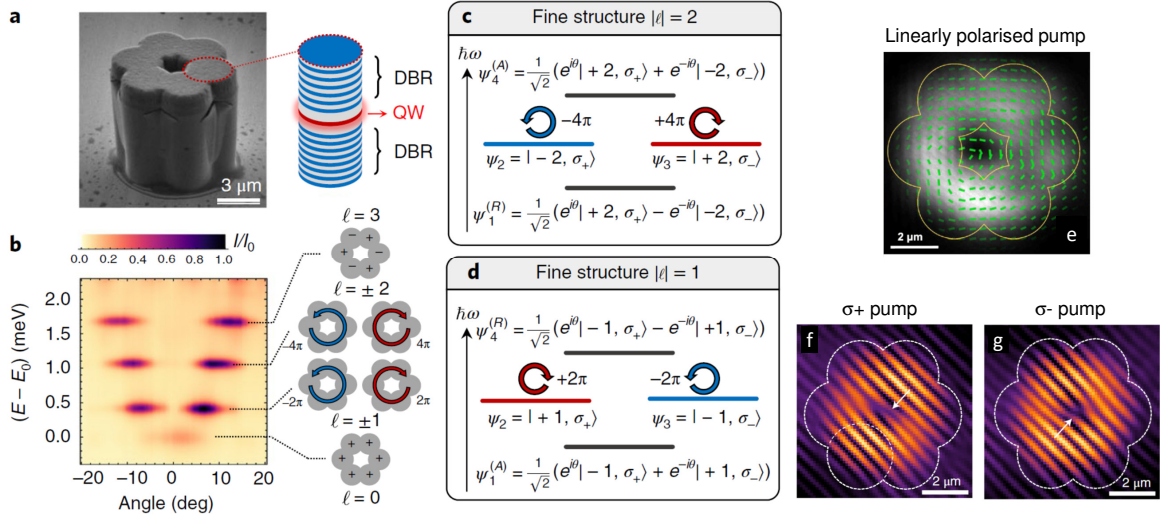 a
DBR
QW
DBR
3 μm
b
I/I₀
0.0 0.2 0.4 0.6 0.8 1.0
(E − E₀) (meV)
2.0
1.5
1.0
0.5
0.0
−20 −10 0 10 20
Angle (deg)
ℓ = 3
− + − + − +
ℓ = ± 2
−4π 4π
−2π 2π
ℓ = ±1
+ + + + + +
ℓ = 0
c
Fine structure |ℓ| = 2
ħω
ψ₄⁽ᴬ⁾ = 1/√2 (e^{iθ}| + 2, σ₊⟩ + e^{−iθ}| −2, σ₋⟩)
−4π +4π
ψ₂ = | − 2, σ₊⟩ ψ₃ = | + 2, σ₋⟩
ψ₁⁽ᴿ⁾ = 1/√2 (e^{iθ}| + 2, σ₊⟩ − e^{−iθ}| −2, σ₋⟩)
d
Fine structure |ℓ| = 1
ħω
ψ₄⁽ᴿ⁾ = 1/√2 (e^{iθ}| − 1, σ₊⟩ − e^{−iθ}| +1, σ₋⟩)
+2π −2π
ψ₂ = | + 1, σ₊⟩ ψ₃ = | − 1, σ₋⟩
ψ₁⁽ᴬ⁾ = 1/√2 (e^{iθ}| − 1, σ₊⟩ + e^{−iθ}| + 1, σ₋⟩)
Linearly polarised pump
2 μm
e
σ+ pump
f
2 μm
σ- pump
g
2 μm